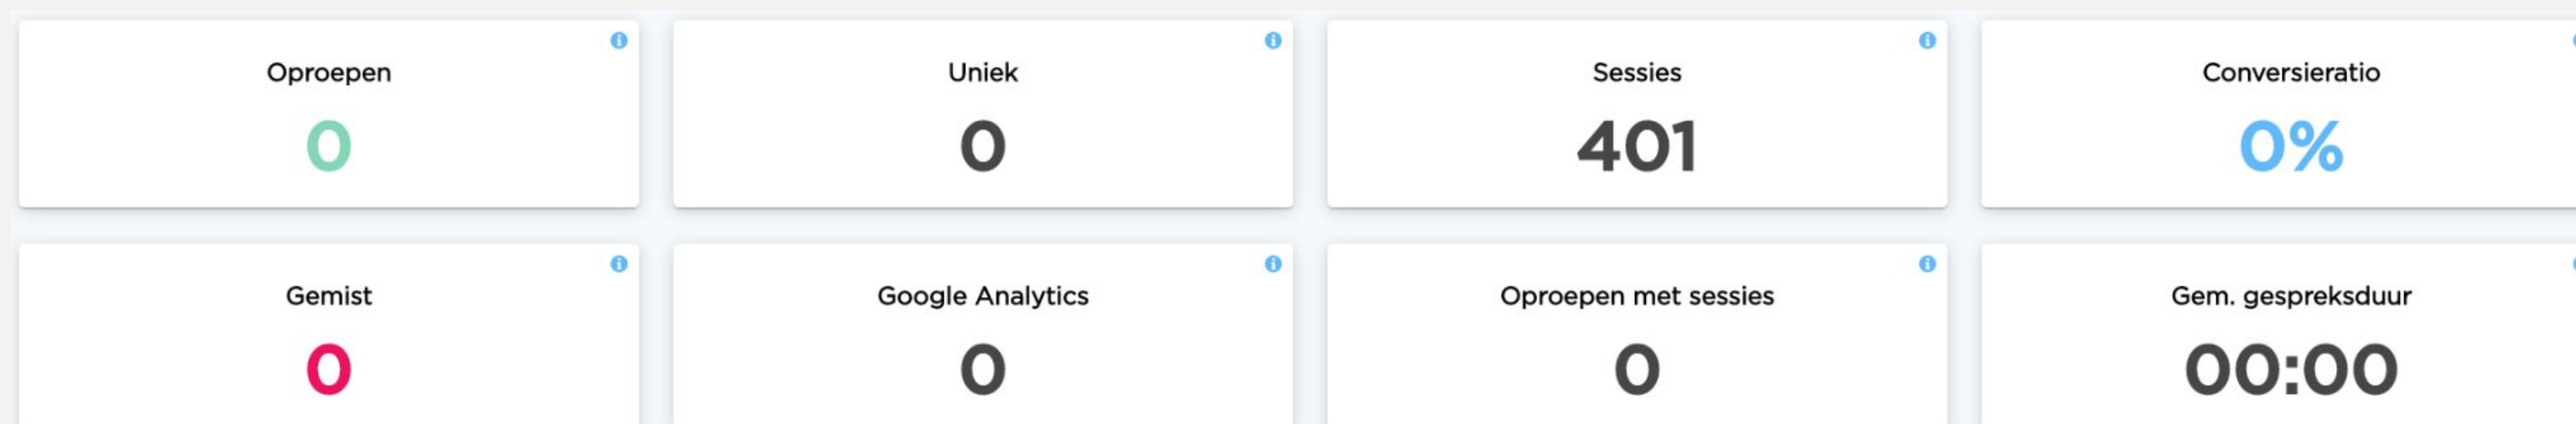 Oproepen
0
Uniek
0
Sessies
401
Conversieratio
0%
Gemist
0
Google Analytics
0
Oproepen met sessies
0
Gem. gespreksduur
00:00